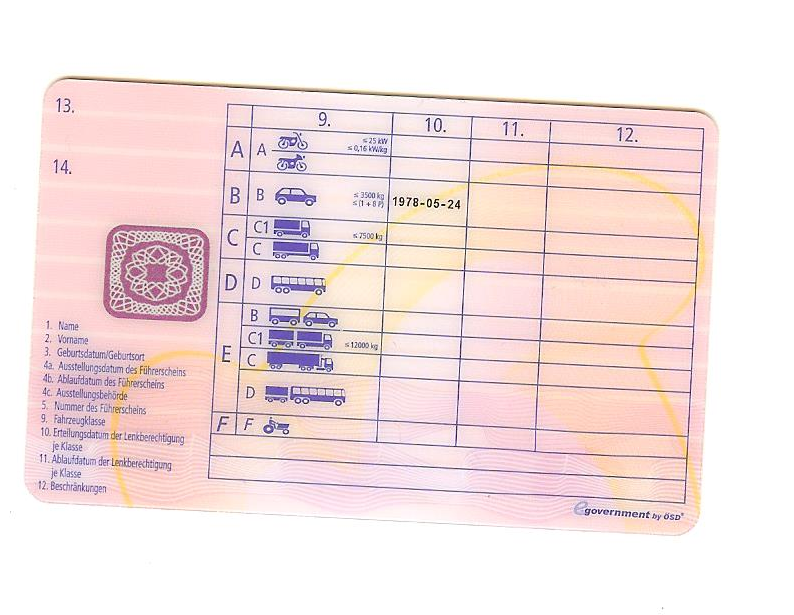 13.
14.
9. 10. 11. 12.
A A ≤ 25 kW
≤ 0,16 kW/kg
B B ≤ 3500 kg
≤ (1 + 8 P) 1978-05-24
C C1 ≤ 7500 kg
C
D D
E B
C1 ≤ 12000 kg
C
D
F F
1. Name
2. Vorname
3. Geburtsdatum/Geburtsort
4a. Ausstellungsdatum des Führerscheins
4b. Ablaufdatum des Führerscheins
4c. Ausstellungsbehörde
5. Nummer des Führerscheins
9. Fahrzeugklasse
10. Erteilungsdatum der Lenkberechtigung
je Klasse
11. Ablaufdatum der Lenkberechtigung
je Klasse
12. Beschränkungen
egovernment by ÖSD®